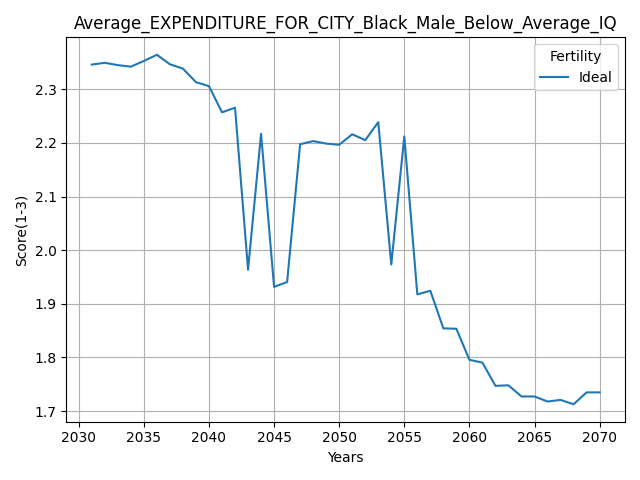 Average_EXPENDITURE_FOR_CITY_Black_Male_Below_Average_IQ
Fertility
Ideal
Score(1-3)
2.3
2.2
2.1
2.0
1.9
1.8
1.7
2030 2035 2040 2045 2050 2055 2060 2065 2070
Years